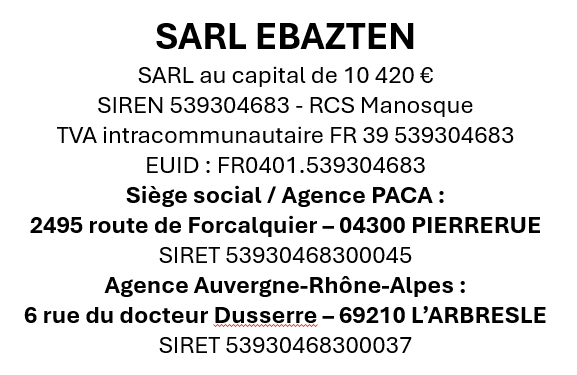 SARL EBAZTEN
SARL au capital de 10 420 €
SIREN 539304683 - RCS Manosque
TVA intracommunautaire FR 39 539304683
EUID : FR0401.539304683
Siège social / Agence PACA :
2495 route de Forcalquier – 04300 PIERRERUE
SIRET 53930468300045
Agence Auvergne-Rhône-Alpes :
6 rue du docteur Dusserre – 69210 L’ARBRESLE
SIRET 53930468300037